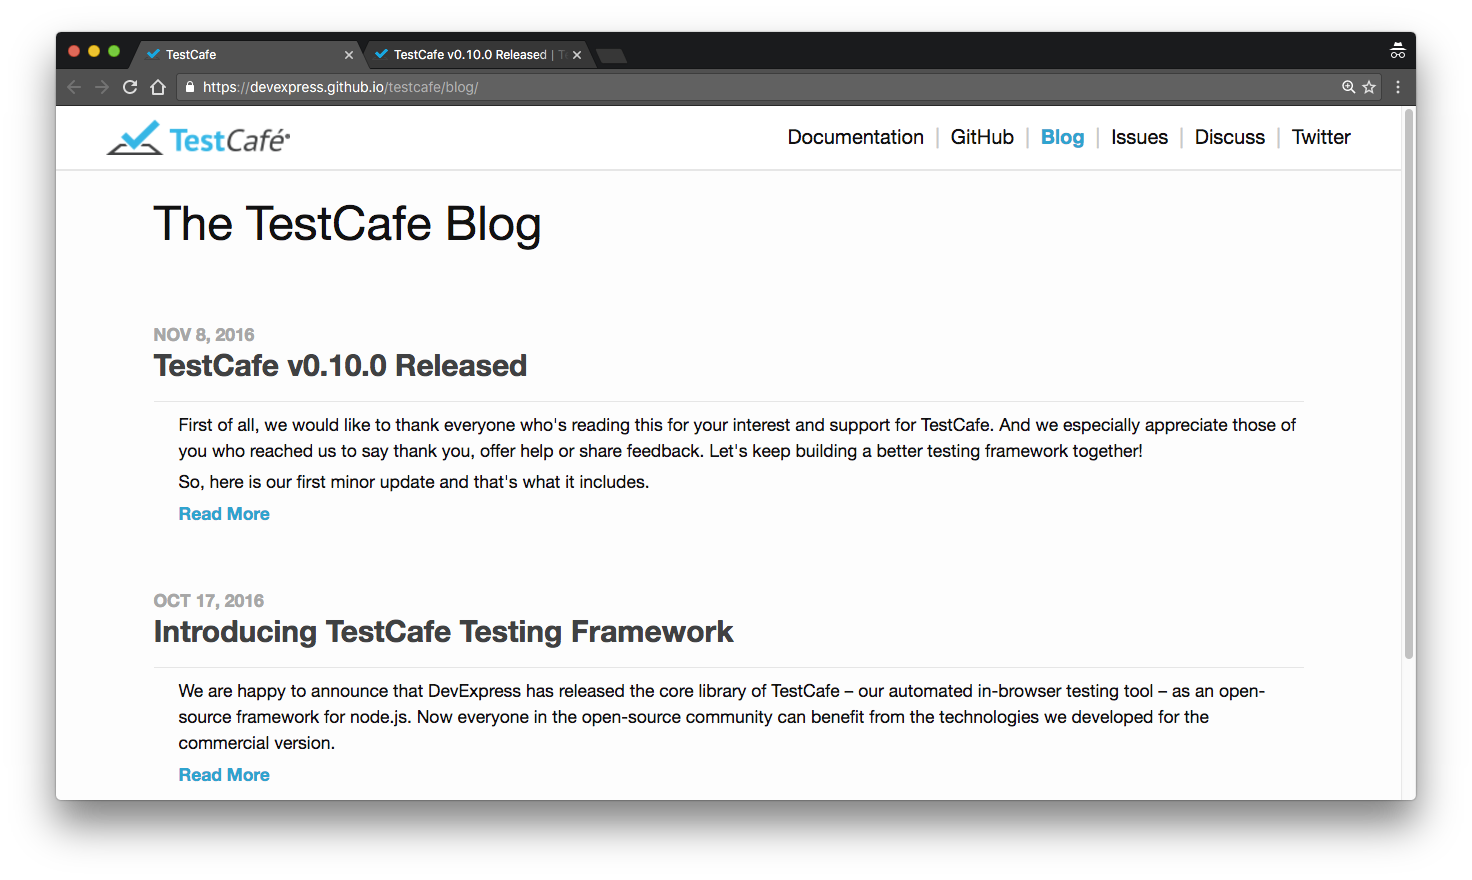 TestCafe
TestCafe v0.10.0 Released |
https://devexpress.github.io/testcafe/blog/
TestCafé
Documentation | GitHub | Blog | Issues | Discuss | Twitter
The TestCafe Blog
NOV 8, 2016
TestCafe v0.10.0 Released
First of all, we would like to thank everyone who's reading this for your interest and support for TestCafe. And we especially appreciate those of
you who reached us to say thank you, offer help or share feedback. Let's keep building a better testing framework together!
So, here is our first minor update and that's what it includes.
Read More
OCT 17, 2016
Introducing TestCafe Testing Framework
We are happy to announce that DevExpress has released the core library of TestCafe – our automated in-browser testing tool – as an open-
source framework for node.js. Now everyone in the open-source community can benefit from the technologies we developed for the
commercial version.
Read More